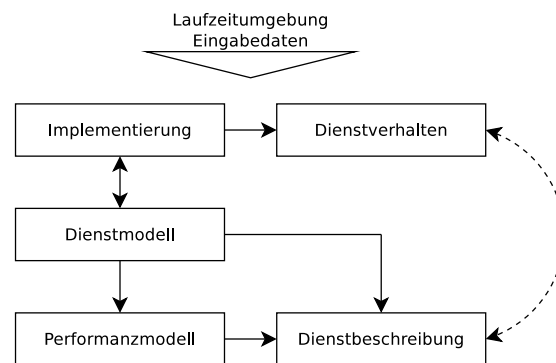 Laufzeitumgebung
Eingabedaten
Implementierung
Dienstverhalten
Dienstmodell
Performanzmodell
Dienstbeschreibung